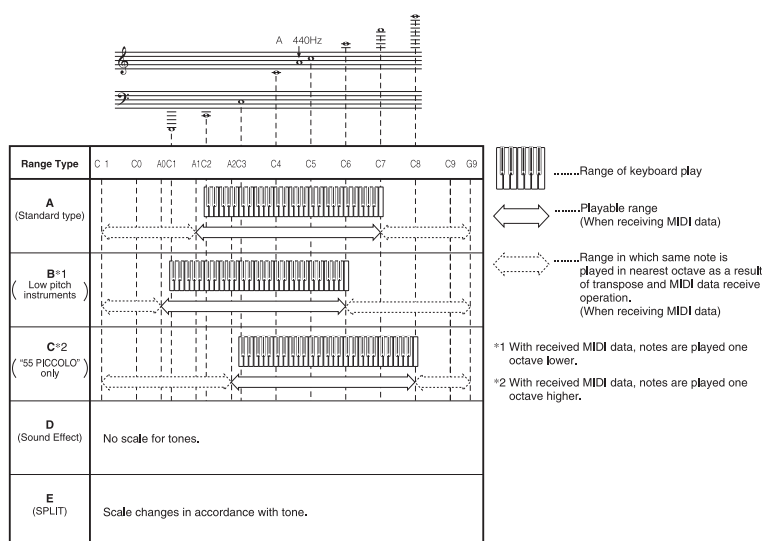 A 440Hz
Range Type C 1 C0 A0C1 A1C2 A2C3 C4 C5 C6 C7 C8 C9 G9
A
(Standard type)
B*1
( Low pitch
instruments )
C*2
( "55 PICCOLO"
only )
D
(Sound Effect)
No scale for tones.
E
(SPLIT)
Scale changes in accordance with tone.
.......Range of keyboard play
.......Playable range
(When receiving MIDI data)
.......Range in which same note is
played in nearest octave as a result
of transpose and MIDI data receive
operation.
(When receiving MIDI data)
*1 With received MIDI data, notes are played one
octave lower.
*2 With received MIDI data, notes are played one
octave higher.